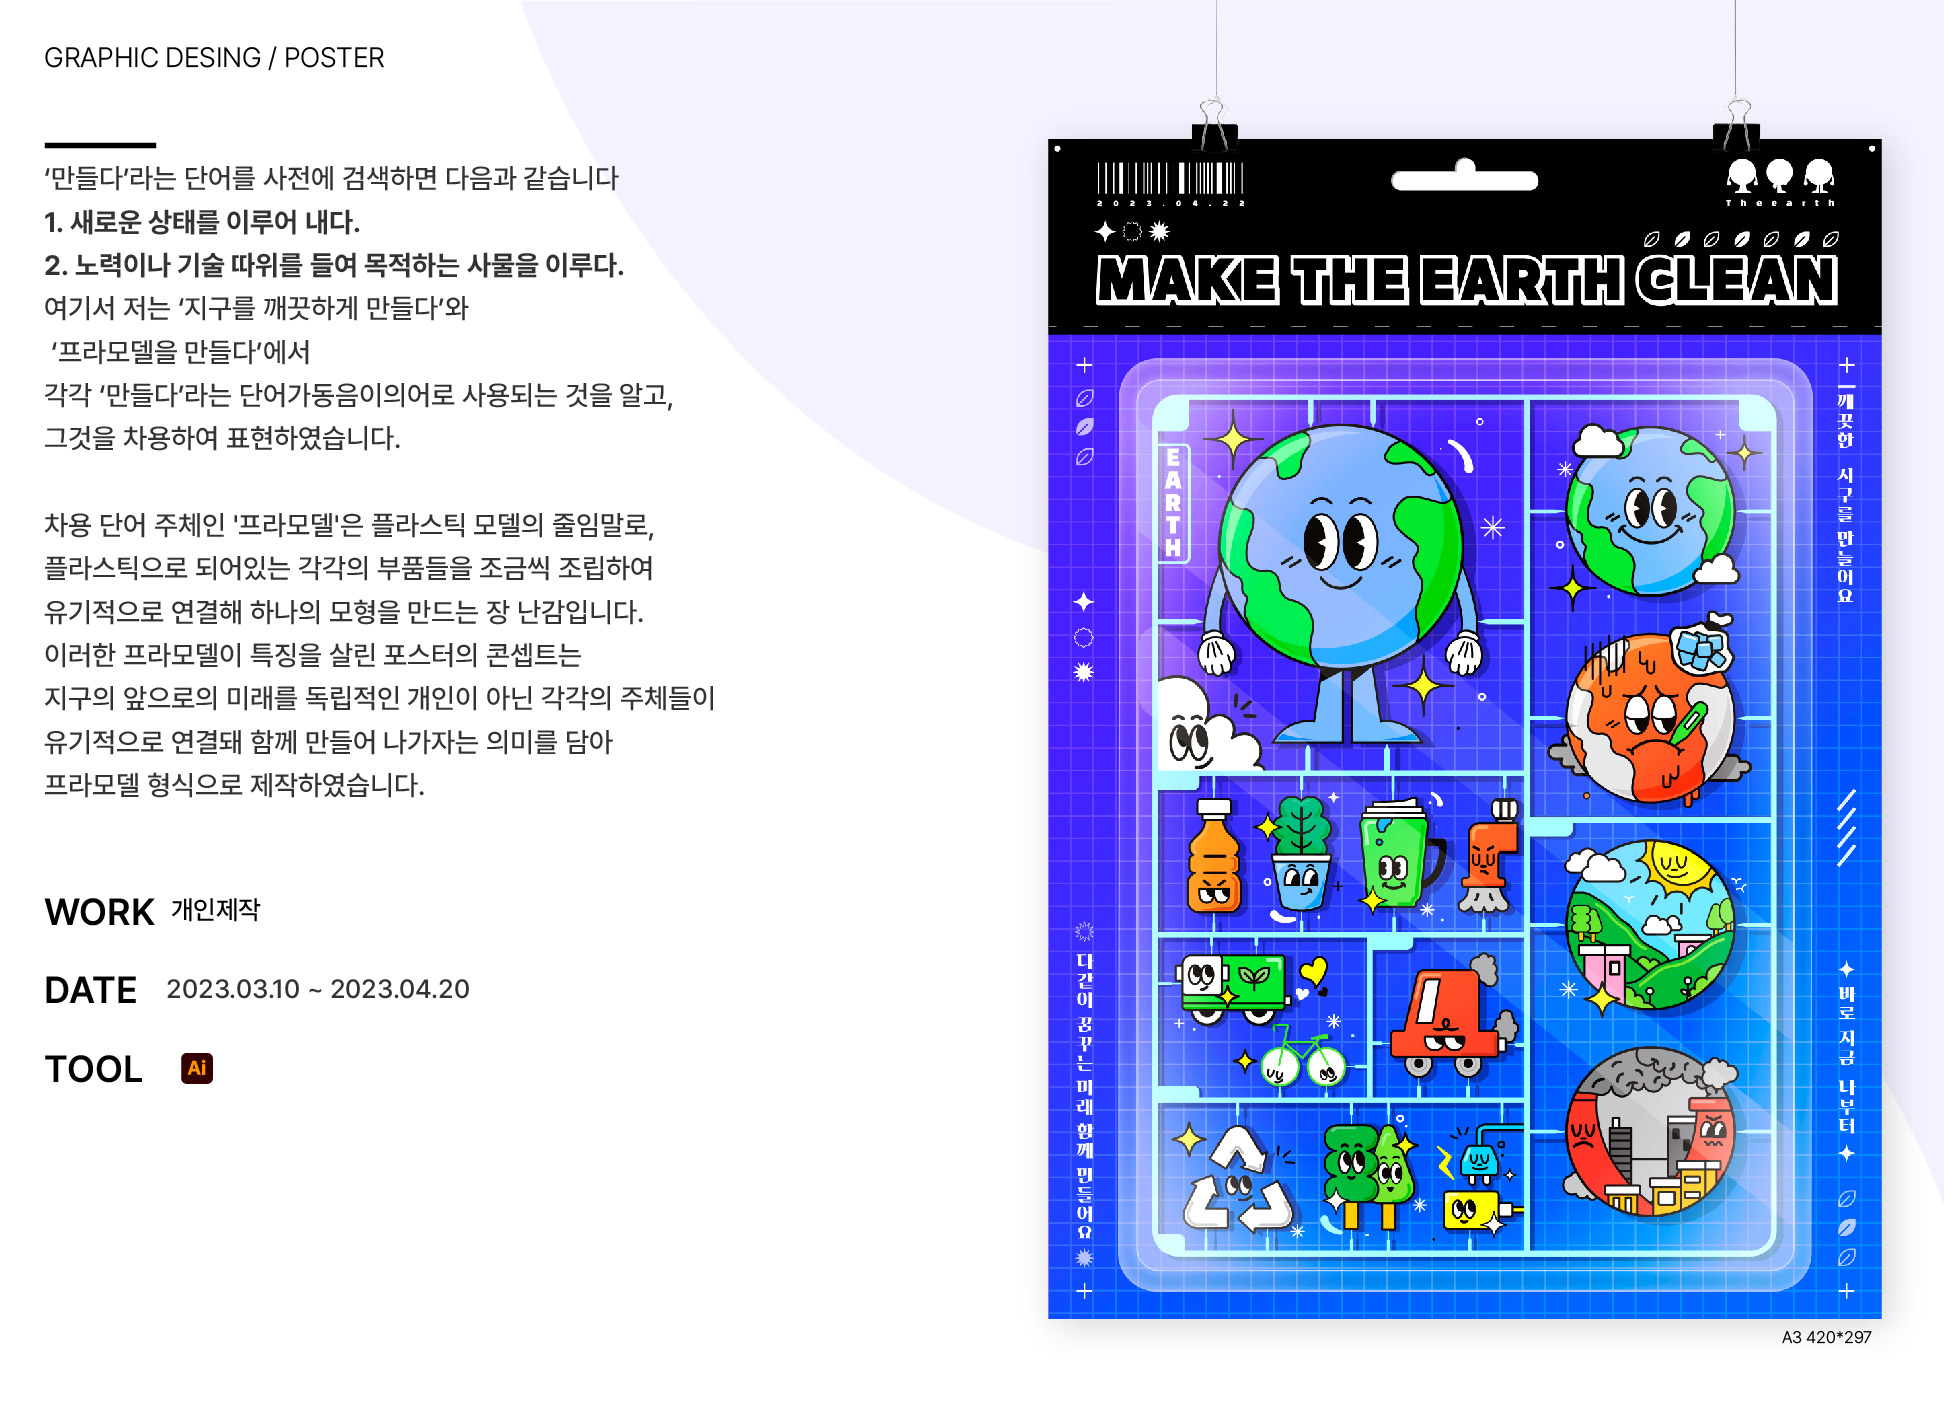 GRAPHIC DESING / POSTER
‘만들다’라는 단어를 사전에 검색하면 다음과 같습니다
1. 새로운 상태를 이루어 내다.
2. 노력이나 기술 따위를 들여 목적하는 사물을 이루다.
여기서 저는 ‘지구를 깨끗하게 만들다’와
‘프라모델을 만들다’에서
각각 ‘만들다’라는 단어가동음이의어로 사용되는 것을 알고,
그것을 차용하여 표현하였습니다.
차용 단어 주체인 '프라모델'은 플라스틱 모델의 줄임말로,
플라스틱으로 되어있는 각각의 부품들을 조금씩 조립하여
유기적으로 연결해 하나의 모형을 만드는 장 난감입니다.
이러한 프라모델이 특징을 살린 포스터의 콘셉트는
지구의 앞으로의 미래를 독립적인 개인이 아닌 각각의 주체들이
유기적으로 연결돼 함께 만들어 나가자는 의미를 담아
프라모델 형식으로 제작하였습니다.
WORK 개인제작
DATE 2023.03.10 ~ 2023.04.20
TOOL Ai
2023.04.22
Theearth
MAKE THE EARTH CLEAN
EARTH
깨끗한 지구를 만들어요
다같이 꿈꾸는 미래 함께 만들어요
바로 지금 나부터
A3 420*297